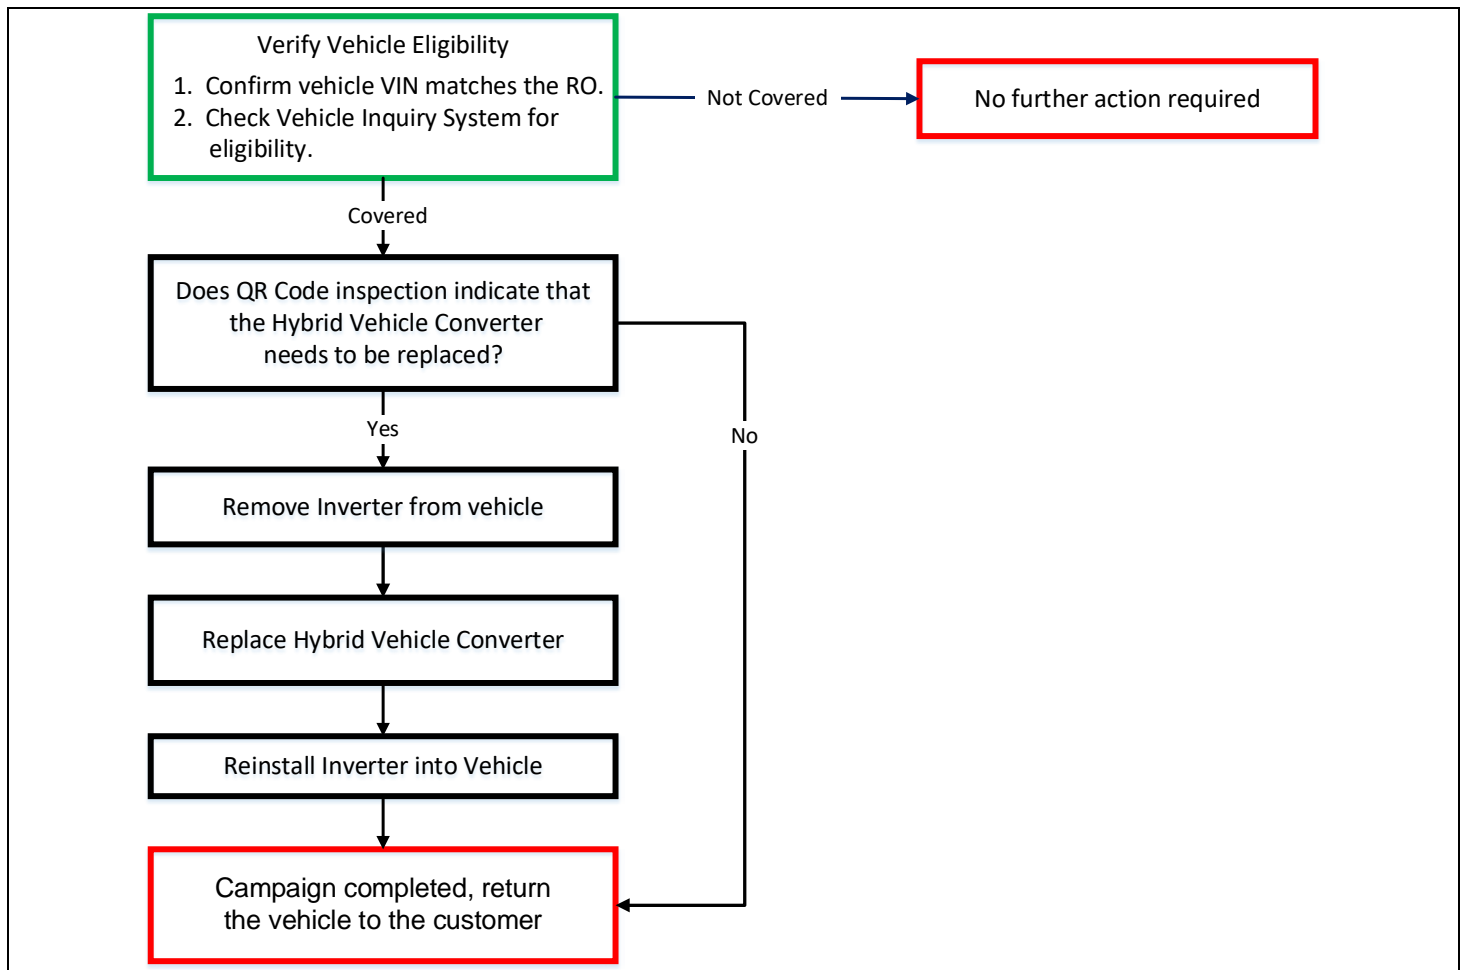 Verify Vehicle Eligibility
1. Confirm vehicle VIN matches the RO.
2. Check Vehicle Inquiry System for
eligibility.
Not Covered
No further action required
Covered
Does QR Code inspection indicate that
the Hybrid Vehicle Converter
needs to be replaced?
Yes
No
Remove Inverter from vehicle
Replace Hybrid Vehicle Converter
Reinstall Inverter into Vehicle
Campaign completed, return
the vehicle to the customer